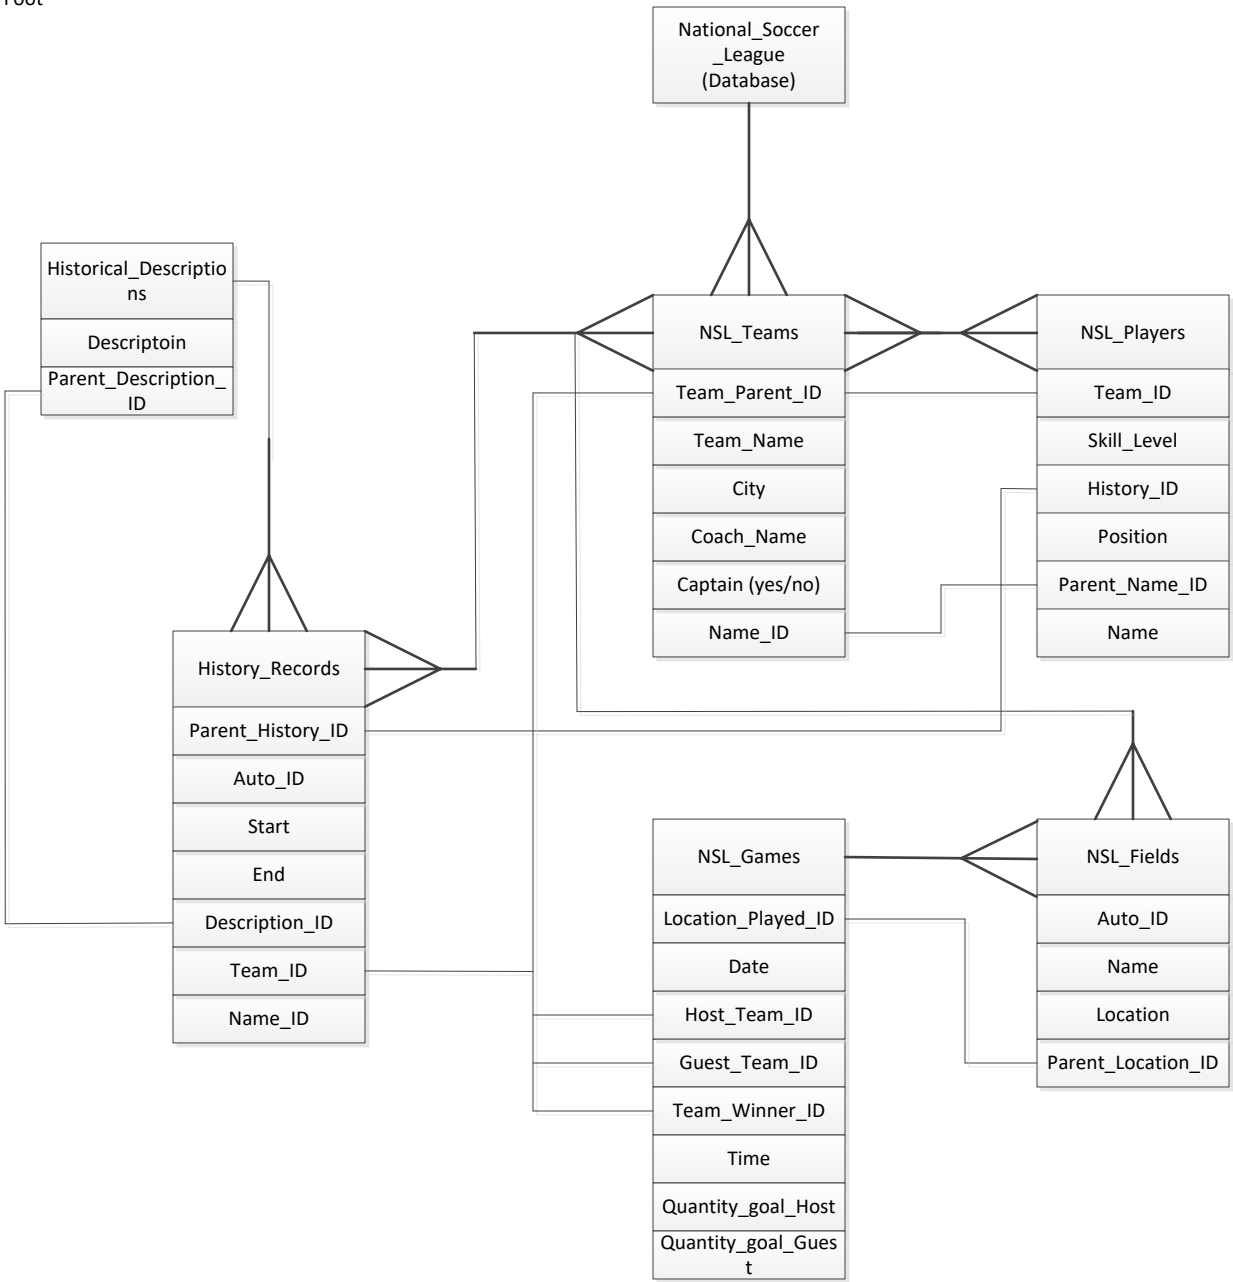 National_Soccer
_League
(Database)
Historical_Descriptio
ns
Descriptoin
Parent_Description_
ID
NSL_Teams
Team_Parent_ID
Team_Name
City
Coach_Name
Captain (yes/no)
Name_ID
NSL_Players
Team_ID
Skill_Level
History_ID
Position
Parent_Name_ID
Name
History_Records
Parent_History_ID
Auto_ID
Start
End
Description_ID
Team_ID
Name_ID
NSL_Games
Location_Played_ID
Date
Host_Team_ID
Guest_Team_ID
Team_Winner_ID
Time
Quantity_goal_Host
Quantity_goal_Gues
t
NSL_Fields
Auto_ID
Name
Location
Parent_Location_ID